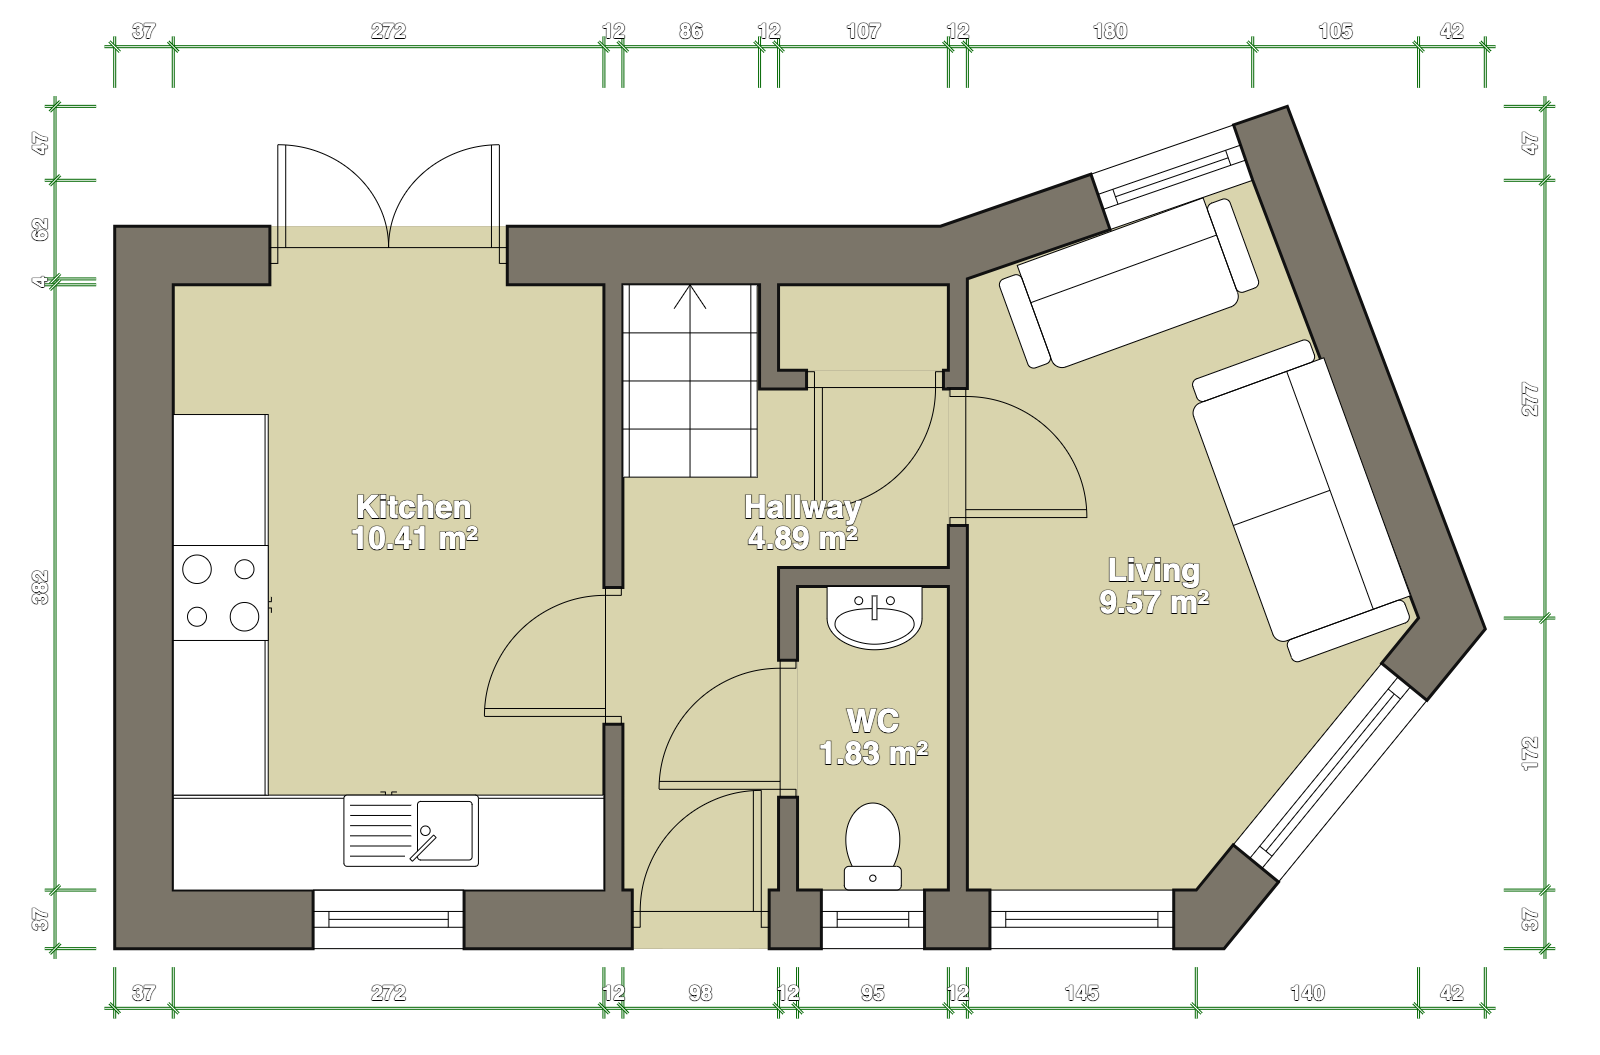 37 272 12 86 12 107 12 180 105 42
47
62
4
382
37
47
277
172
37
Kitchen
10.41 m²
Hallway
4.89 m²
Living
9.57 m²
WC
1.83 m²
37 272 12 98 12 95 12 145 140 42